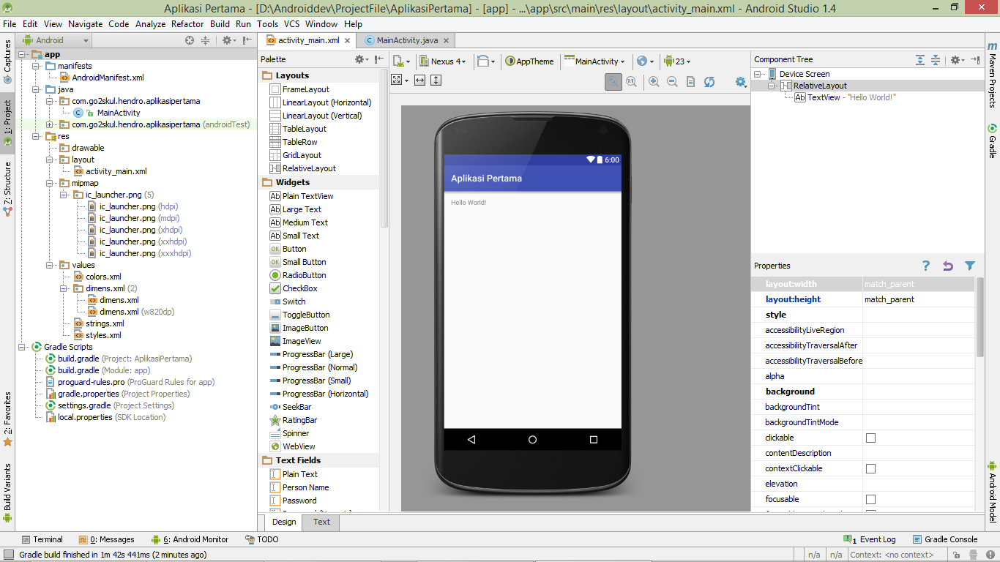 Aplikasi Pertama - [D:\Androiddev\ProjectFile\AplikasiPertama] - [app] - ...\app\src\main\res\layout\activity_main.xml - Android Studio 1.4
File Edit View Navigate Code Analyze Refactor Build Run Tools VCS Window Help
Captures
1: Project
7: Structure
2: Favorites
Build Variants
Android
app
manifests
AndroidManifest.xml
java
com.go2skul.hendro.aplikasipertama
MainActivity
com.go2skul.hendro.aplikasipertama (androidTest)
res
drawable
layout
activity_main.xml
mipmap
ic_launcher.png (5)
ic_launcher.png (hdpi)
ic_launcher.png (mdpi)
ic_launcher.png (xhdpi)
ic_launcher.png (xxhdpi)
ic_launcher.png (xxxhdpi)
values
colors.xml
dimens.xml (2)
dimens.xml
dimens.xml (w820dp)
strings.xml
styles.xml
Gradle Scripts
build.gradle (Project: AplikasiPertama)
build.gradle (Module: app)
proguard-rules.pro (ProGuard Rules for app)
gradle.properties (Project Properties)
settings.gradle (Project Settings)
local.properties (SDK Location)
activity_main.xml
MainActivity.java
Palette
Layouts
FrameLayout
LinearLayout (Horizontal)
LinearLayout (Vertical)
TableLayout
TableRow
GridLayout
RelativeLayout
Widgets
Plain TextView
Large Text
Medium Text
Small Text
Button
Small Button
RadioButton
CheckBox
Switch
ToggleButton
ImageButton
ImageView
ProgressBar (Large)
ProgressBar (Normal)
ProgressBar (Small)
ProgressBar (Horizontal)
SeekBar
RatingBar
Spinner
WebView
Text Fields
Plain Text
Person Name
Password
Nexus 4 AppTheme MainActivity 23
6:00
Aplikasi Pertama
Hello World!
Design Text
Component Tree
Device Screen
RelativeLayout
TextView - "Hello World!"
Properties
layout:width match_parent
layout:height match_parent
style
accessibilityLiveRegion
accessibilityTraversalAfter
accessibilityTraversalBefore
alpha
background
backgroundTint
backgroundTintMode
clickable
contentDescription
contextClickable
elevation
focusable
Maven Projects
Gradle
Android Model
Terminal 0: Messages 6: Android Monitor TODO
1 Event Log Gradle Console
Gradle build finished in 1m 42s 441ms (2 minutes ago)
n/a n/a Context: <no context>